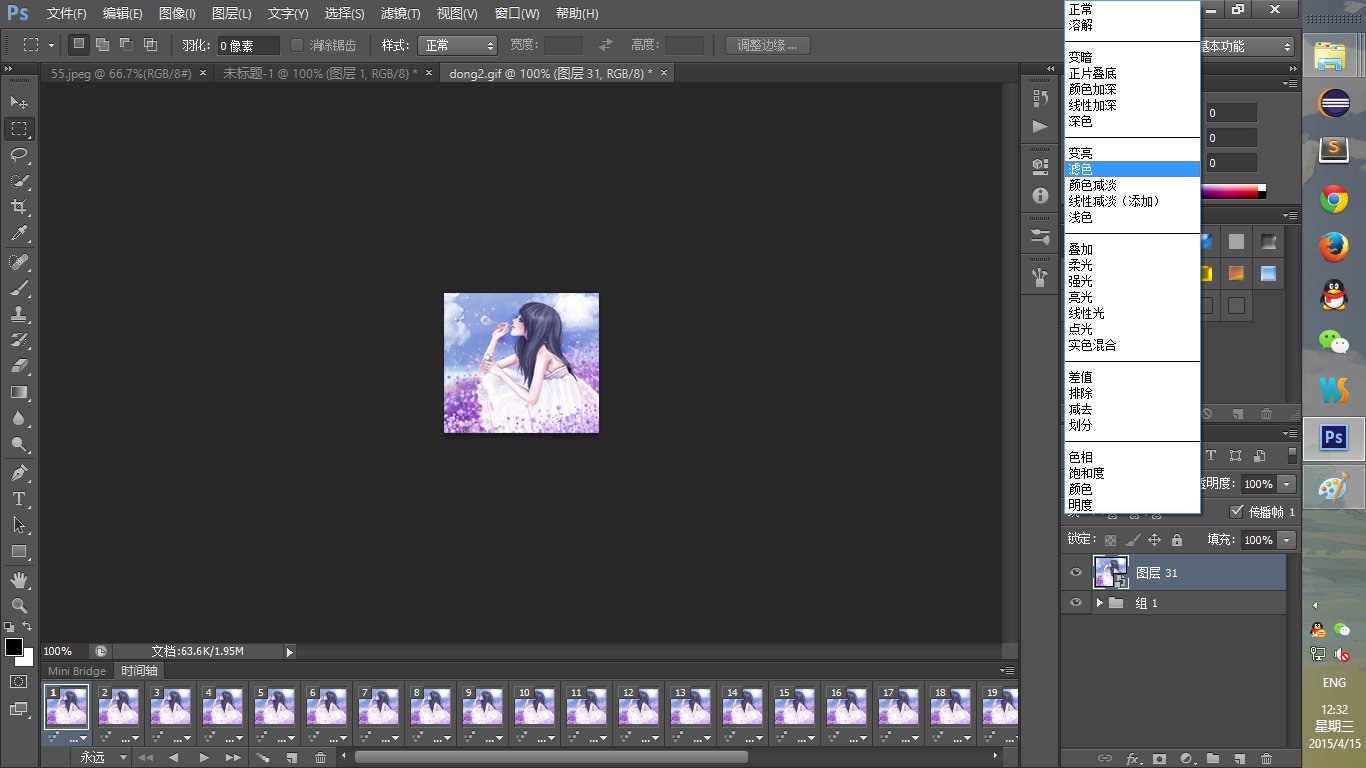 Ps 文件(F) 编辑(E) 图像(I) 图层(L) 文字(Y) 选择(S) 滤镜(T) 视图(V) 窗口(W) 帮助(H)
羽化: 0 像素 消除锯齿 样式: 正常 宽度: 高度: 调整边缘 ... 基本功能
55.jpeg @ 66.7%(RGB/8#) × 未标题-1 @ 100% (图层 1, RGB/8) * × dong2.gif @ 100% (图层 31, RGB/8) * ×
正常
溶解
变暗
正片叠底
颜色加深
线性加深
深色
变亮
滤色
颜色减淡
线性减淡（添加）
浅色
叠加
柔光
强光
亮光
线性光
点光
实色混合
差值
排除
减去
划分
色相
饱和度
颜色
明度
0
0
0
T
透明度: 100%
传播帧 1
锁定: 填充: 100%
图层 31
组 1
fx
T
100% 文档:63.6K/1.95M
Mini Bridge 时间轴
1 2 3 4 5 6 7 8 9 10 11 12 13 14 15 16 17 18 19
永远
S
WS
Ps
ENG
12:32
星期三
2015/4/15